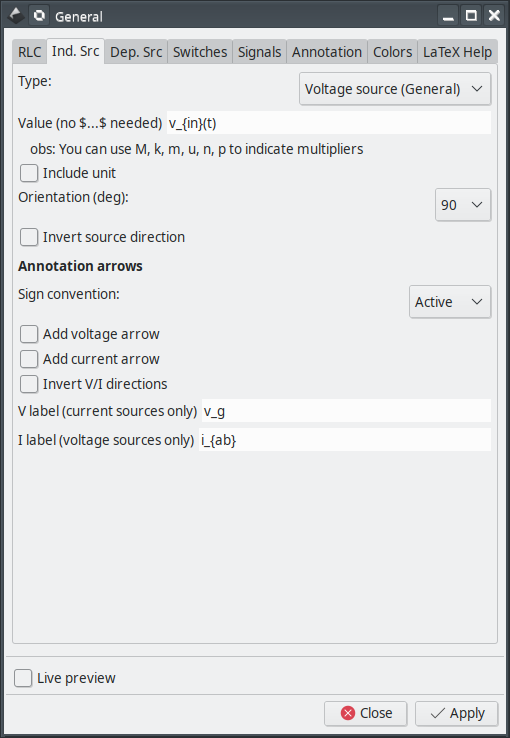 General
RLC Ind. Src Dep. Src Switches Signals Annotation Colors LaTeX Help
Type:
Voltage source (General)
Value (no $...$ needed) v_{in}(t)
obs: You can use M, k, m, u, n, p to indicate multipliers
Include unit
Orientation (deg):
90
Invert source direction
Annotation arrows
Sign convention:
Active
Add voltage arrow
Add current arrow
Invert V/I directions
V label (current sources only) v_g
I label (voltage sources only) i_{ab}
Live preview
Close Apply